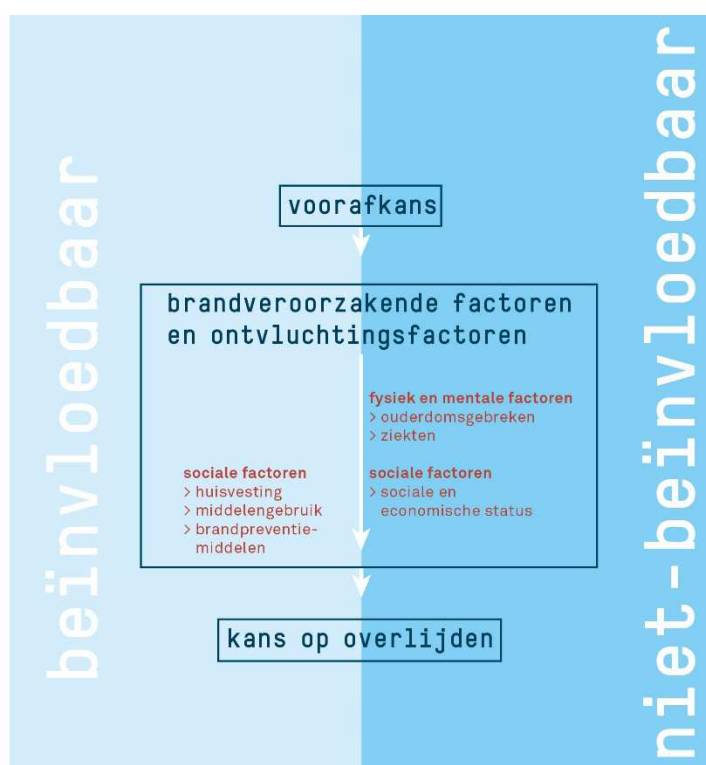 beïnvloedbaar
niet-beïnvloedbaar
voorafkans
brandveroorzakende factoren
en ontvluchtingsfactoren
fysiek en mentale factoren
> ouderdomsgebreken
> ziekten
sociale factoren
> huisvesting
> middelengebruik
> brandpreventie-
middelen
sociale factoren
> sociale en
economische status
kans op overlijden